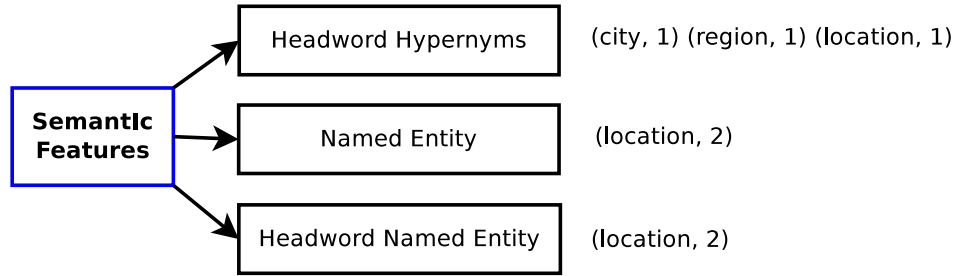 Headword Hypernyms (city, 1) (region, 1) (location, 1)
Semantic
Features
Named Entity (location, 2)
Headword Named Entity (location, 2)